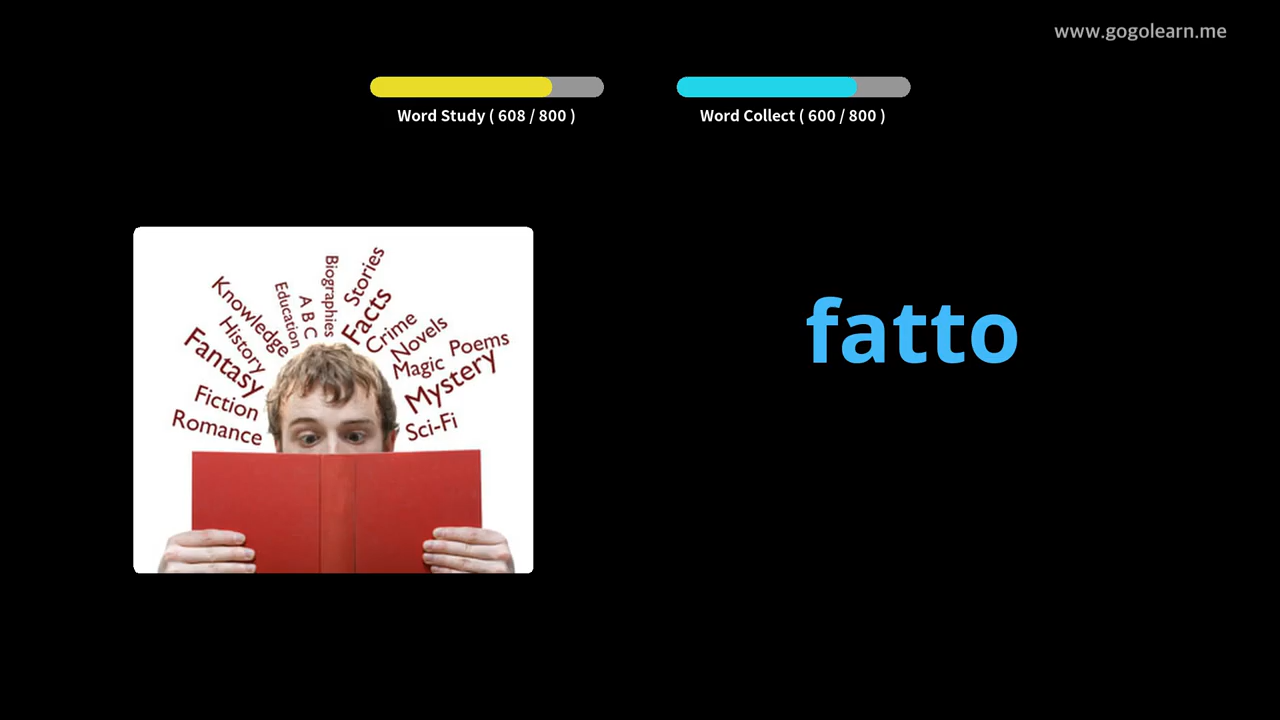 www.gogolearn.me
Word Study ( 608 / 800 )
Word Collect ( 600 / 800 )
Biographies
Stories
Facts
Education
A B C
Knowledge
Crime
History
Novels
Poems
Fantasy
Magic
Mystery
Fiction
Sci-Fi
Romance
fatto